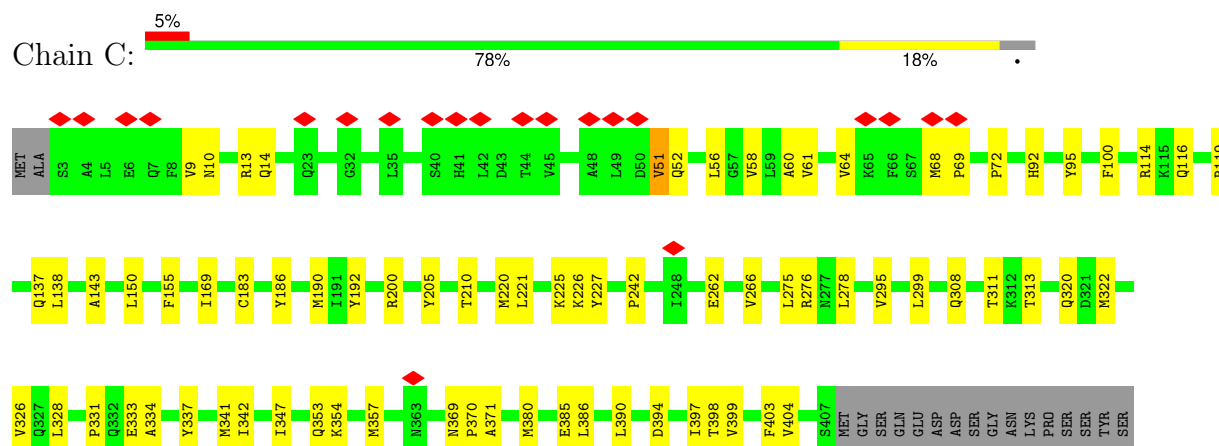 5%
Chain C:
78% 18% •
MET ALA S3 A4 L5 E6 Q7 F8 V9 N10 R13 Q14 Q23 G32 L35 S40 H41 L42 D43 T44 V45 A48 L49 D50 V51 Q52 L56 G57 V58 L59 A60 V61 V64 K65 F66 S67 M68 P69 P72 H92 Y95 F100 R114 K115 Q116
Q137 L138 A143 L150 F155 I169 C183 Y186 M190 I191 Y192 R200 Y205 T210 M220 L221 K225 K226 Y227 P242 I248 E262 V266 L275 R276 N277 L278 V295 L299 Q308 T311 K312 T313 Q320 D321 M322
V326 Q327 L328 P331 Q332 E333 A334 Y337 M341 I342 I347 Q353 K354 M357 N363 N369 P370 A371 M380 E385 L386 L390 D394 I397 T398 V399 F403 V404 S407 MET GLY SER GLN GLU ASP ASP SER GLY ASN LYS PRO SER SER TYR SER